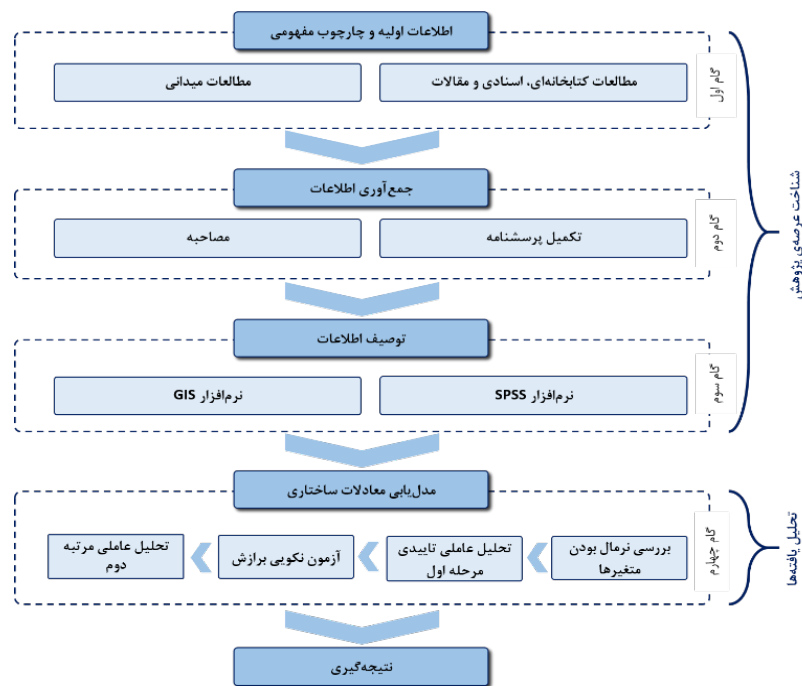 اطلاعات اولیه و چارچوب مفهومی
گام اول
مطالعات کتابخانه‌ای، اسنادی و مقالات
مطالعات میدانی
جمع‌آوری اطلاعات
گام دوم
تکمیل پرسشنامه
مصاحبه
توصیف اطلاعات
گام سوم
نرم‌افزار SPSS
نرم‌افزار GIS
شناخت عرصه‌ی پژوهش
مدل‌یابی معادلات ساختاری
گام چهارم
بررسی نرمال بودن
متغیرها
تحلیل عاملی تاییدی
مرحله اول
آزمون نکویی برازش
تحلیل عاملی مرتبه
دوم
تحلیل یافته‌ها
نتیجه‌گیری